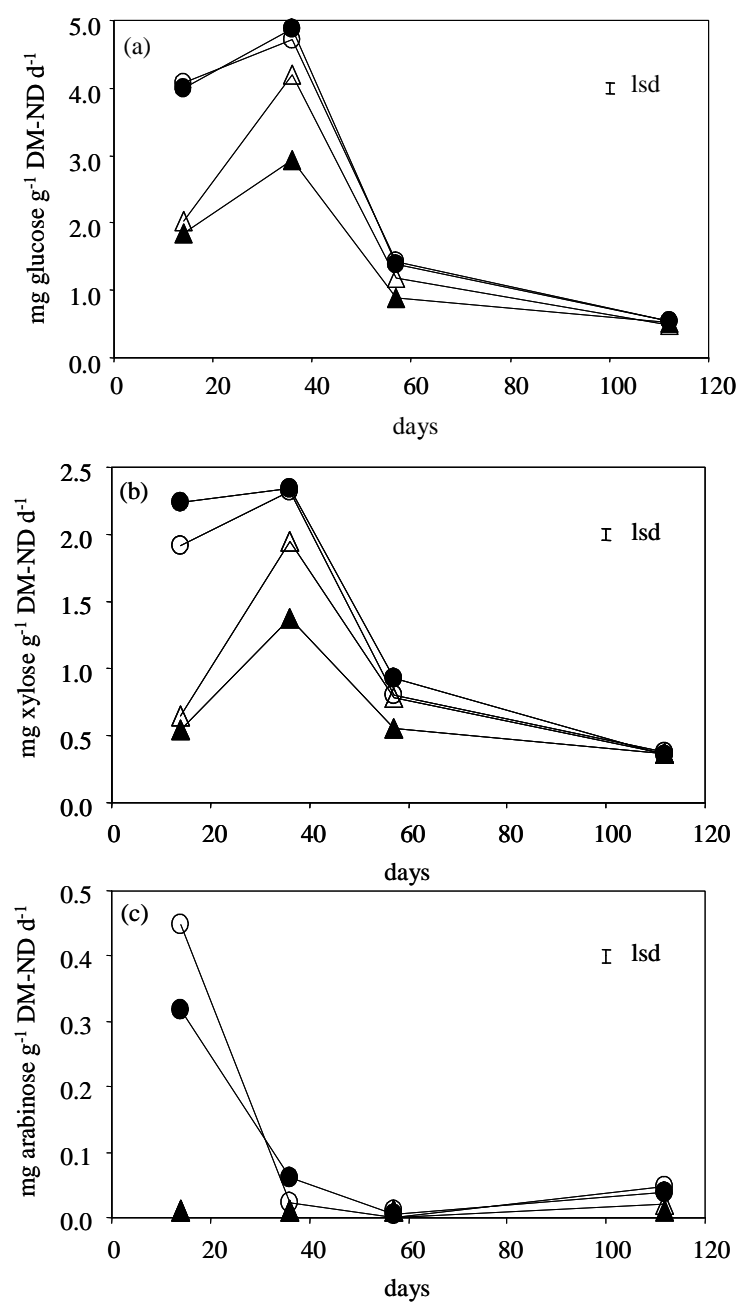 5.0
(a)
4.0
lsd
3.0
2.0
1.0
0.0
mg glucose g-1 DM-ND d-1
0 20 40 60 80 100 120
days
2.5
(b)
2.0
lsd
1.5
1.0
0.5
0.0
mg xylose g-1 DM-ND d-1
0 20 40 60 80 100 120
days
0.5
(c)
0.4
lsd
0.3
0.2
0.1
0.0
mg arabinose g-1 DM-ND d-1
0 20 40 60 80 100 120
days